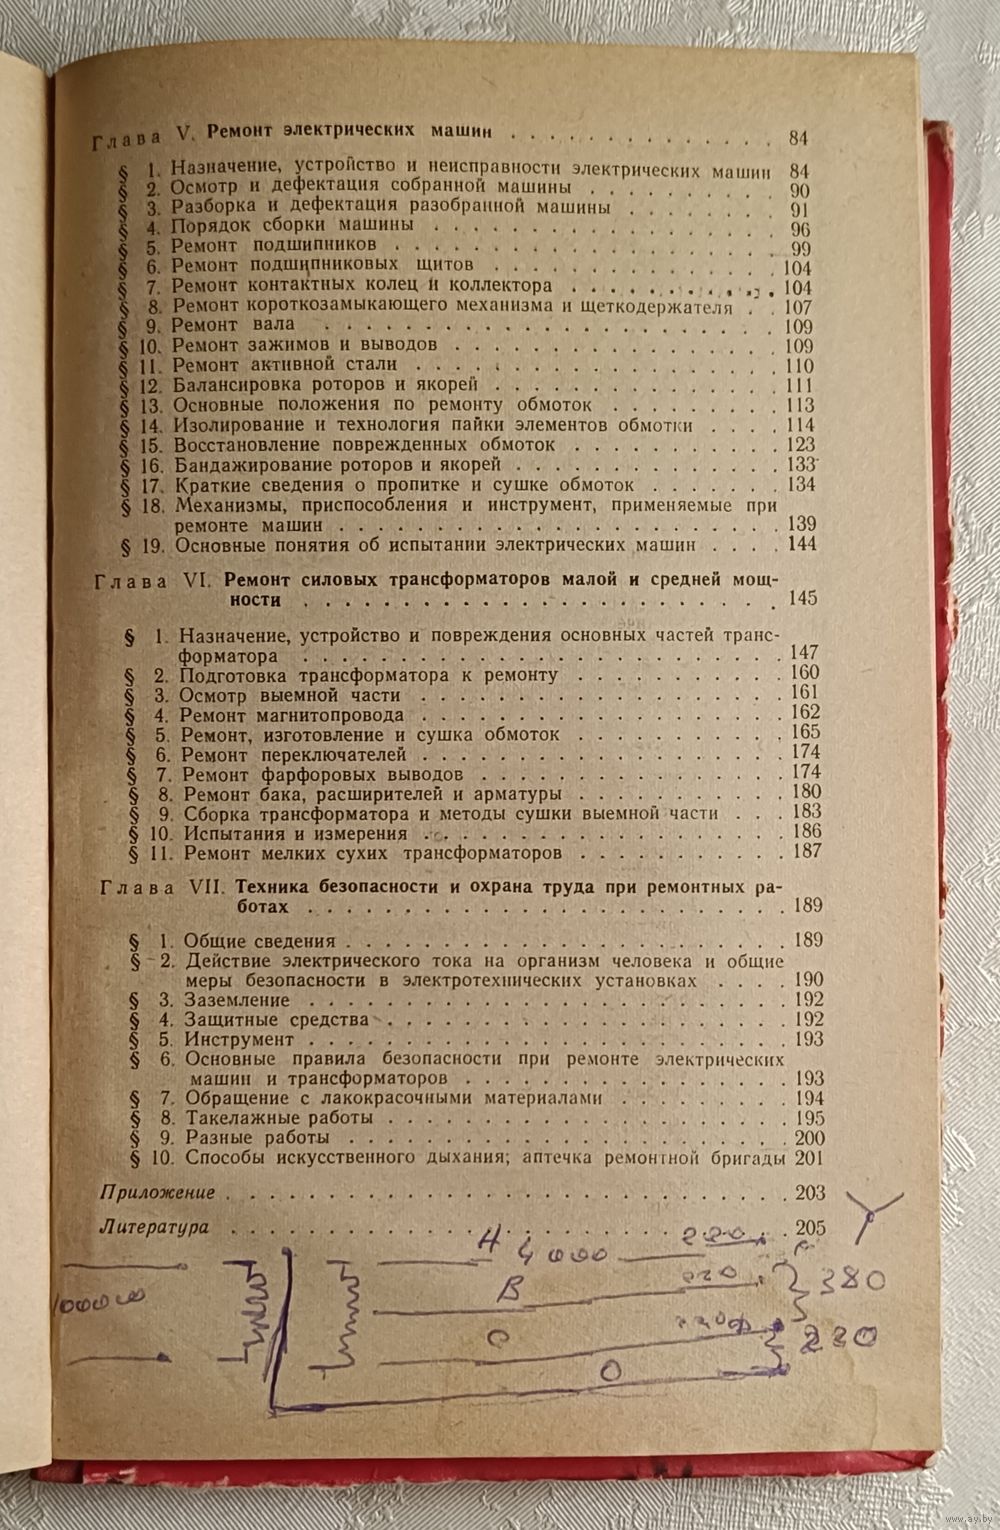 Глава V. Ремонт электрических машин . . . . . . . . . . . . . . 84
§ 1. Назначение, устройство и неисправности электрических машин 84
§ 2. Осмотр и дефектация собранной машины . . . . . . . . . . 90
§ 3. Разборка и дефектация разобранной машины . . . . . . . . 91
§ 4. Порядок сборки машины . . . . . . . . . . . . . . . . . . 96
§ 5. Ремонт подшипников . . . . . . . . . . . . . . . . . . . . 99
§ 6. Ремонт подшипниковых щитов . . . . . . . . . . . . . . . 104
§ 7. Ремонт контактных колец и коллектора . . . . . . . . . . 104
§ 8. Ремонт короткозамыкающего механизма и щеткодержателя . . 107
§ 9. Ремонт вала . . . . . . . . . . . . . . . . . . . . . . . 109
§ 10. Ремонт зажимов и выводов . . . . . . . . . . . . . . . . 109
§ 11. Ремонт активной стали . . . . . . . . . . . . . . . . . . 110
§ 12. Балансировка роторов и якорей . . . . . . . . . . . . . . 111
§ 13. Основные положения по ремонту обмоток . . . . . . . . . 113
§ 14. Изолирование и технология пайки элементов обмотки . . . . 114
§ 15. Восстановление поврежденных обмоток . . . . . . . . . . 123
§ 16. Бандажирование роторов и якорей . . . . . . . . . . . . . 133
§ 17. Краткие сведения о пропитке и сушке обмоток . . . . . . . 134
§ 18. Механизмы, приспособления и инструмент, применяемые при
ремонте машин . . . . . . . . . . . . . . . . . . . . . . 139
§ 19. Основные понятия об испытании электрических машин . . . . 144
Глава VI. Ремонт силовых трансформаторов малой и средней мощ-
ности . . . . . . . . . . . . . . . . . . . . . . . . 145
§ 1. Назначение, устройство и повреждения основных частей транс-
форматора . . . . . . . . . . . . . . . . . . . . . . . . 147
§ 2. Подготовка трансформатора к ремонту . . . . . . . . . . . 160
§ 3. Осмотр выемной части . . . . . . . . . . . . . . . . . . 161
§ 4. Ремонт магнитопровода . . . . . . . . . . . . . . . . . . 162
§ 5. Ремонт, изготовление и сушка обмоток . . . . . . . . . . . 165
§ 6. Ремонт переключателей . . . . . . . . . . . . . . . . . . 174
§ 7. Ремонт фарфоровых выводов . . . . . . . . . . . . . . . . 174
§ 8. Ремонт бака, расширителей и арматуры . . . . . . . . . . . 180
§ 9. Сборка трансформатора и методы сушки выемной части . . . 183
§ 10. Испытания и измерения . . . . . . . . . . . . . . . . . . 186
§ 11. Ремонт мелких сухих трансформаторов . . . . . . . . . . . 187
Глава VII. Техника безопасности и охрана труда при ремонтных ра-
ботах . . . . . . . . . . . . . . . . . . . . . . . . 189
§ 1. Общие сведения . . . . . . . . . . . . . . . . . . . . . . 189
§ 2. Действие электрического тока на организм человека и общие
меры безопасности в электротехнических установках . . . . 190
§ 3. Заземление . . . . . . . . . . . . . . . . . . . . . . . . 192
§ 4. Защитные средства . . . . . . . . . . . . . . . . . . . . 192
§ 5. Инструмент . . . . . . . . . . . . . . . . . . . . . . . . 193
§ 6. Основные правила безопасности при ремонте электрических
машин и трансформаторов . . . . . . . . . . . . . . . . . 193
§ 7. Обращение с лакокрасочными материалами . . . . . . . . . 194
§ 8. Такелажные работы . . . . . . . . . . . . . . . . . . . . 195
§ 9. Разные работы . . . . . . . . . . . . . . . . . . . . . . 200
§ 10. Способы искусственного дыхания; аптечка ремонтной бригады 201
Приложение . . . . . . . . . . . . . . . . . . . . . . . . . . 203
Литература . . . . . . . . . . . . . . . . . . . . . . . . . . 205
220
В 220 380
С 220
О
www.ay.by